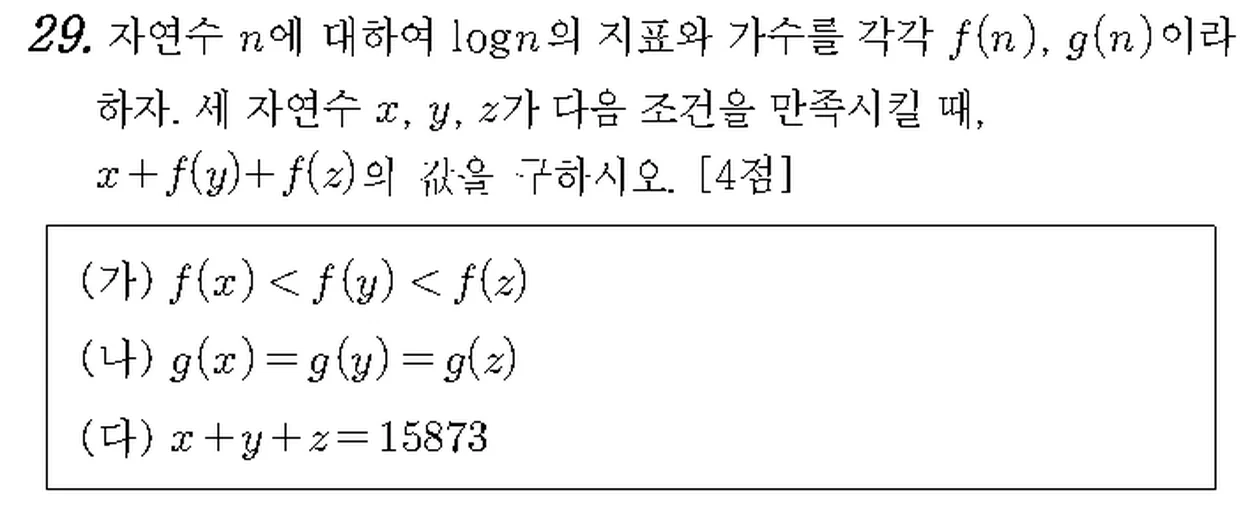 29. 자연수 n에 대하여 logn의 지표와 가수를 각각 f(n), g(n)이라
하자. 세 자연수 x, y, z가 다음 조건을 만족시킬 때,
x+f(y)+f(z)의 값을 구하시오. [4점]
(가) f(x)<f(y)<f(z)
(나) g(x)=g(y)=g(z)
(다) x+y+z=15873